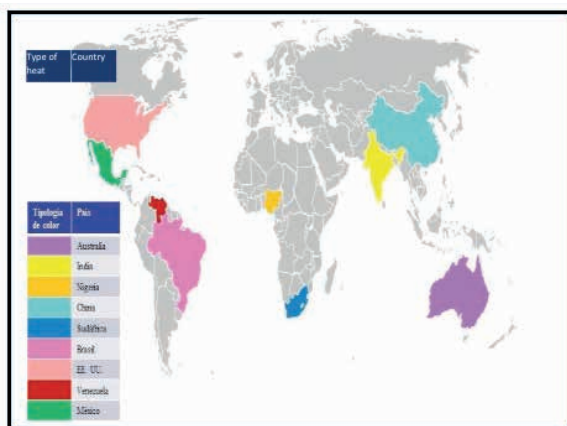 Type of Country
heat
Tipología País
de color
Australia
India
Nigeria
China
Sudáfrica
Brasil
EE. UU.
Venezuela
México